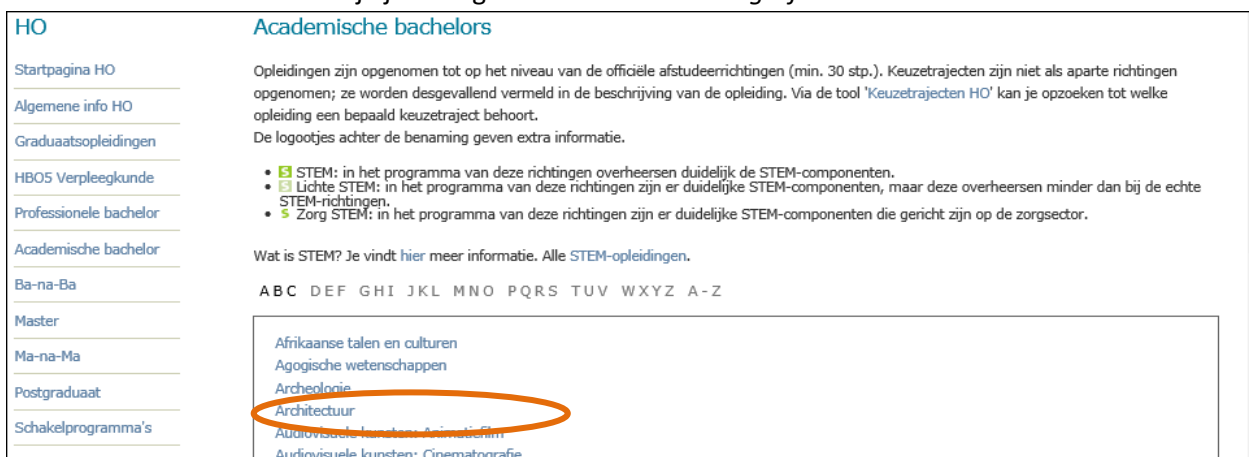 HO
Startpagina HO
Algemene info HO
Graduaatsopleidingen
HBO5 Verpleegkunde
Professionele bachelor
Academische bachelor
Ba-na-Ba
Master
Ma-na-Ma
Postgraduaat
Schakelprogramma's
Academische bachelors
Opleidingen zijn opgenomen tot op het niveau van de officiële afstudeerrichtingen (min. 30 stp.). Keuzetrajecten zijn niet als aparte richtingen
opgenomen; ze worden desgevallend vermeld in de beschrijving van de opleiding. Via de tool 'Keuzetrajecten HO' kan je opzoeken tot welke
opleiding een bepaald keuzetraject behoort.
De logootjes achter de benaming geven extra informatie.
• S STEM: in het programma van deze richtingen overheersen duidelijk de STEM-componenten.
• S Lichte STEM: in het programma van deze richtingen zijn er duidelijke STEM-componenten, maar deze overheersen minder dan bij de echte
STEM-richtingen.
• S Zorg STEM: in het programma van deze richtingen zijn er duidelijke STEM-componenten die gericht zijn op de zorgsector.
Wat is STEM? Je vindt hier meer informatie. Alle STEM-opleidingen.
ABC DEF GHI JKL MNO PQRS TUV WXYZ A-Z
Afrikaanse talen en culturen
Agogische wetenschappen
Archeologie
Architectuur
Audiovisuele kunsten: Animatiefilm
Audiovisuele kunsten: Cinematografie